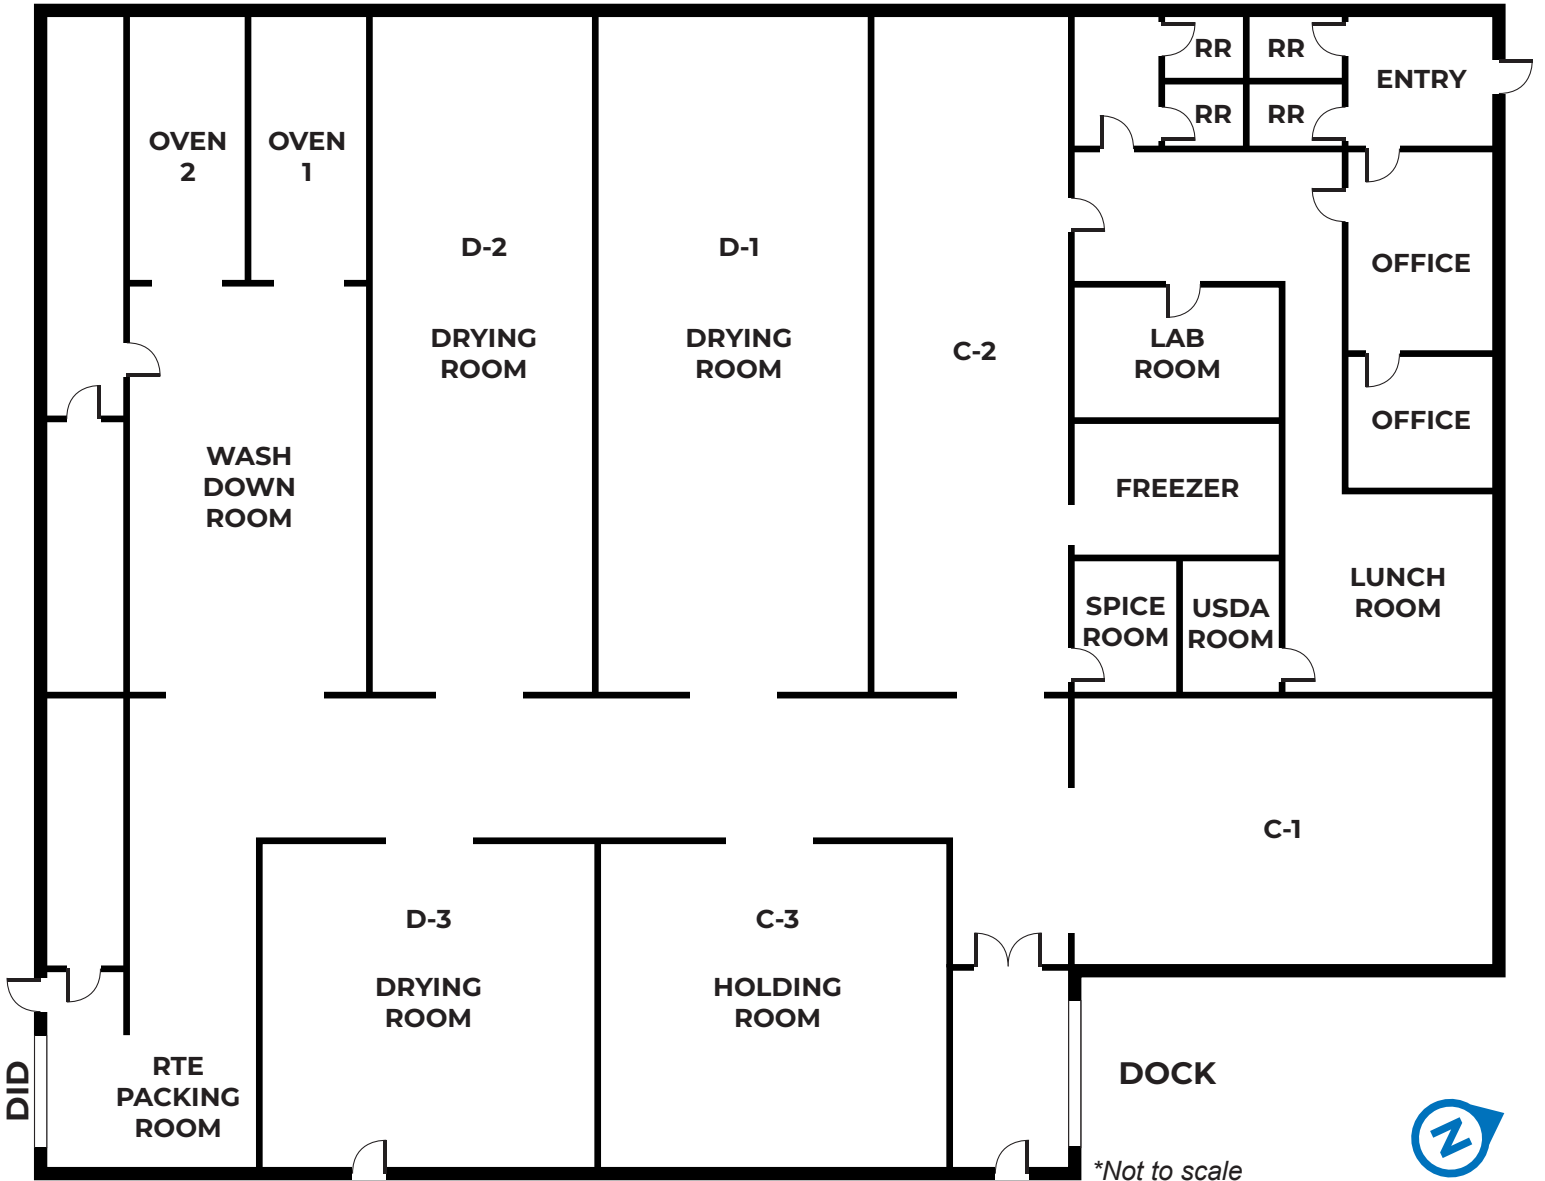 RR
RR
ENTRY
RR
RR
OVEN
2
OVEN
1
D-2
DRYING
ROOM
D-1
DRYING
ROOM
C-2
OFFICE
LAB
ROOM
OFFICE
WASH
DOWN
ROOM
FREEZER
SPICE
ROOM
USDA
ROOM
LUNCH
ROOM
C-1
D-3
DRYING
ROOM
C-3
HOLDING
ROOM
DID
RTE
PACKING
ROOM
DOCK
*Not to scale
N